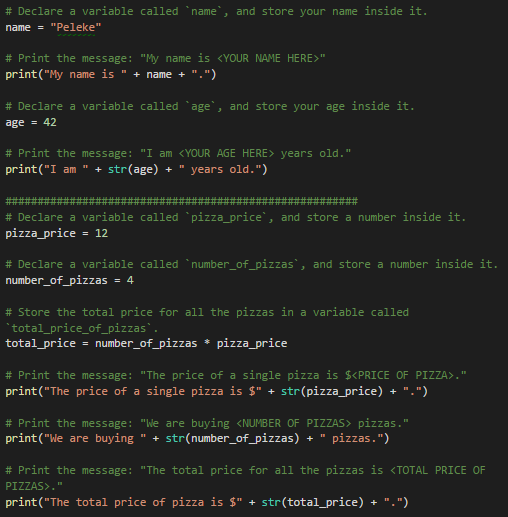 # Declare a variable called `name`, and store your name inside it.
name = "Peleke"
# Print the message: "My name is <YOUR NAME HERE>"
print("My name is " + name + ".")
# Declare a variable called `age`, and store your age inside it.
age = 42
# Print the message: "I am <YOUR AGE HERE> years old."
print("I am " + str(age) + " years old.")
#######################################################
# Declare a variable called `pizza_price`, and store a number inside it.
pizza_price = 12
# Declare a variable called `number_of_pizzas`, and store a number inside it.
number_of_pizzas = 4
# Store the total price for all the pizzas in a variable called
`total_price_of_pizzas`.
total_price = number_of_pizzas * pizza_price
# Print the message: "The price of a single pizza is $<PRICE OF PIZZA>."
print("The price of a single pizza is $" + str(pizza_price) + ".")
# Print the message: "We are buying <NUMBER OF PIZZAS> pizzas."
print("We are buying " + str(number_of_pizzas) + " pizzas.")
# Print the message: "The total price for all the pizzas is <TOTAL PRICE OF
PIZZAS>."
print("The total price of pizza is $" + str(total_price) + ".")